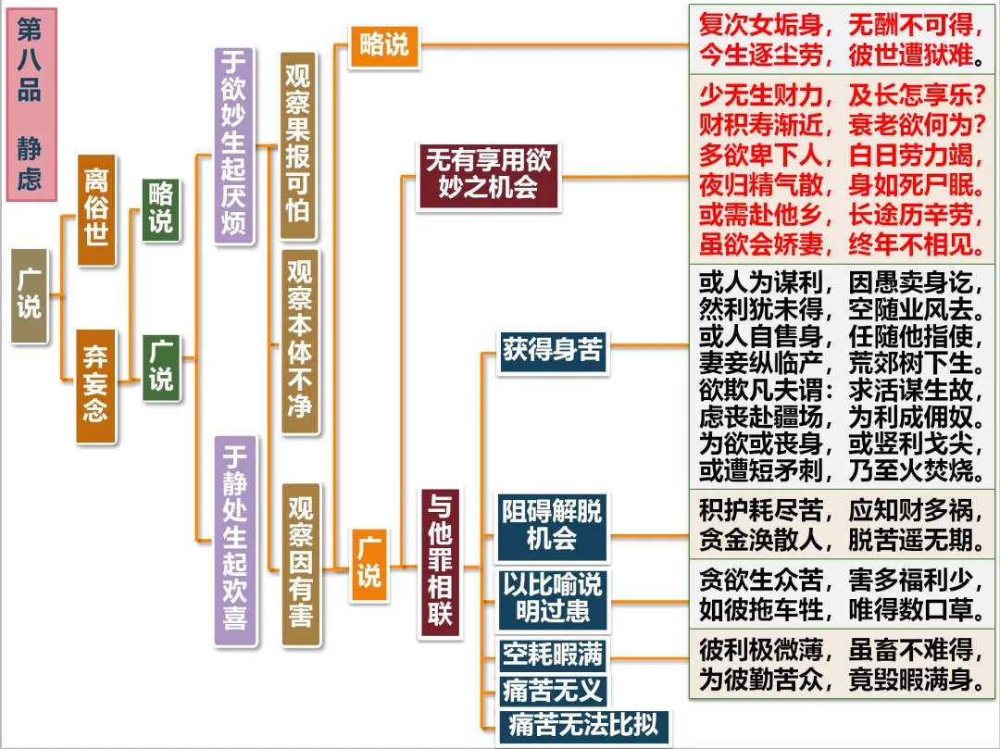 第八品 静虑
广说
离俗世
弃妄念
略说
广说
于欲妙生起厌烦
于静处生起欢喜
观察果报可怕
观察本体不净
观察因有害
略说
广说
无有享用欲
妙之机会
与他罪相联
获得身苦
阻碍解脱
机会
以比喻说
明过患
空耗暇满
痛苦无义
痛苦无法比拟
复次女垢身，无酬不可得，
今生逐尘劳，彼世遭狱难。
少无生财力，及长怎享乐？
财积寿渐近，衰老欲何为？
多欲卑下人，白日劳力竭，
夜归精气散，身如死尸眠。
或需赴他乡，长途历辛劳，
虽欲会娇妻，终年不相见。
或人为谋利，因愚卖身讫，
然利犹未得，空随业风去。
或人自售身，任随他指使，
妻妾纵临产，荒郊树下生。
欲欺凡夫谓：求活谋生故，
虑丧赴疆场，为利成佣奴。
为欲或丧身，或竖利戈尖，
或遭短矛刺，乃至火焚烧。
积护耗尽苦，应知财多祸，
贪金涣散人，脱苦遥无期。
贪欲生众苦，害多福利少，
如彼拖车牲，唯得数口草。
彼利极微薄，虽畜不难得，
为彼勤苦众，竟毁暇满身。